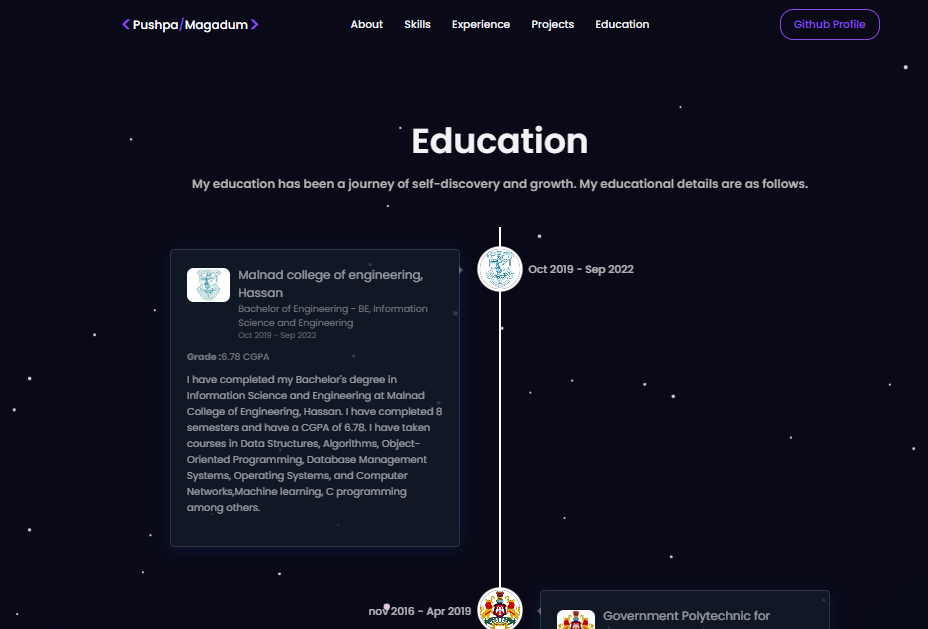 < Pushpa/Magadum >
About Skills Experience Projects Education
Github Profile
Education
My education has been a journey of self-discovery and growth. My educational details are as follows.
Malnad college of engineering,
Hassan
Bachelor of Engineering - BE, Information
Science and Engineering
Oct 2019 - Sep 2022
Grade :6.78 CGPA
I have completed my Bachelor's degree in
Information Science and Engineering at Malnad
College of Engineering, Hassan. I have completed 8
semesters and have a CGPA of 6.78. I have taken
courses in Data Structures, Algorithms, Object-
Oriented Programming, Database Management
Systems, Operating Systems, and Computer
Networks,Machine learning, C programming
among others.
Oct 2019 - Sep 2022
nov 2016 - Apr 2019
Government Polytechnic for